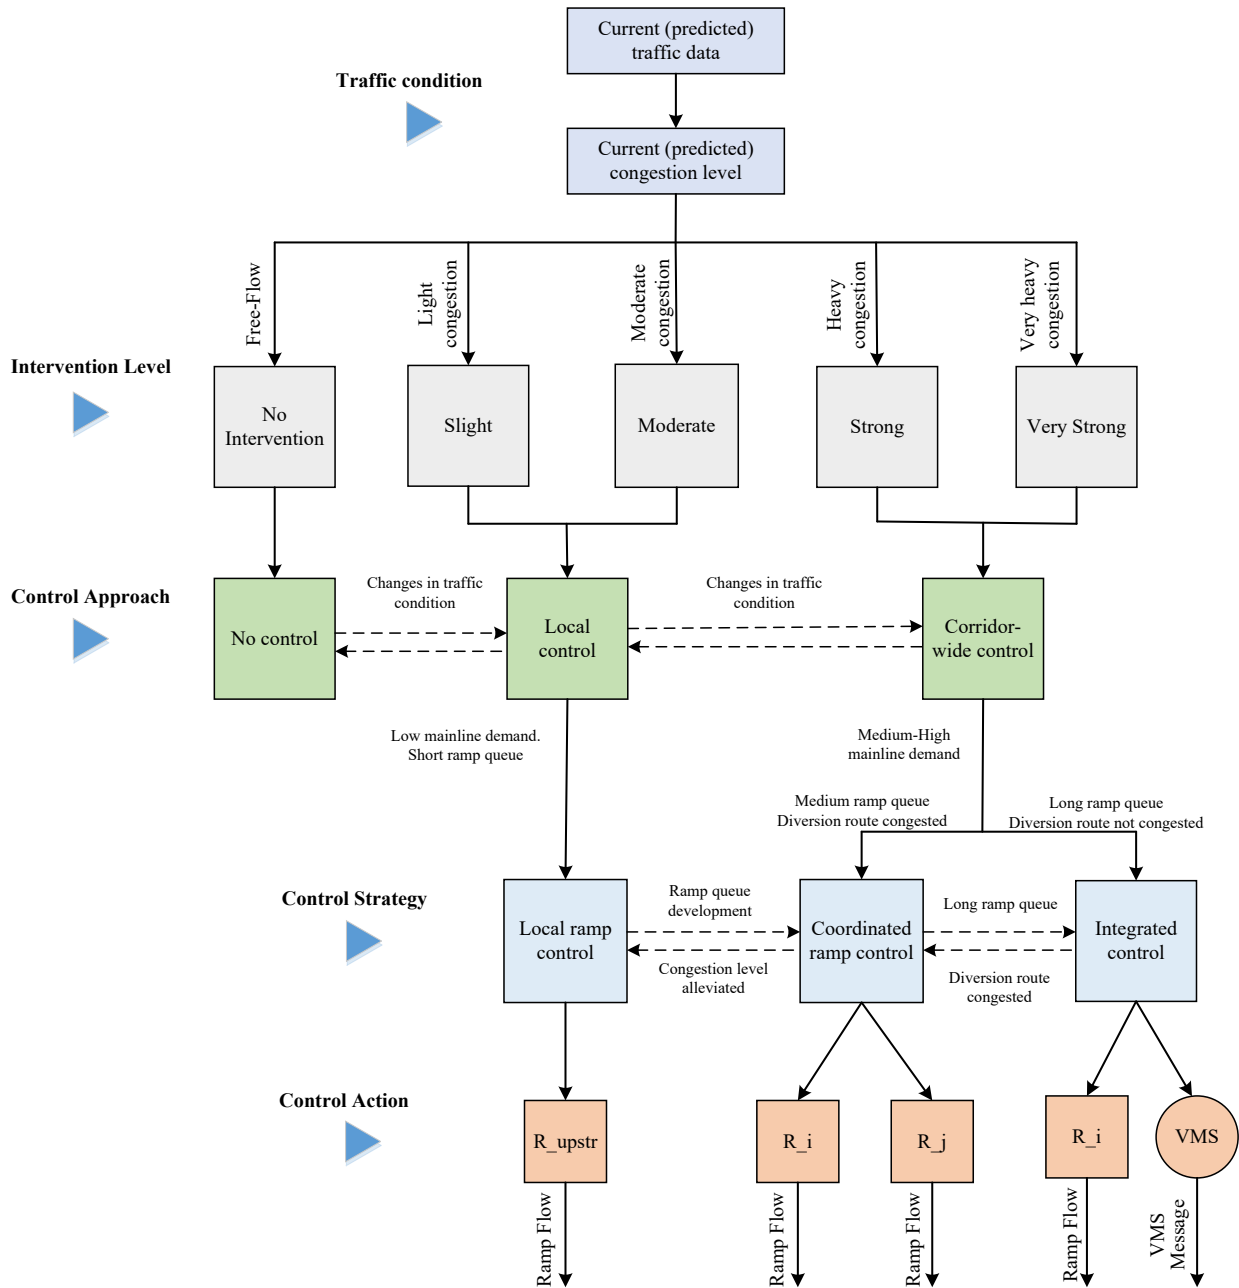 Current (predicted)
traffic data
Traffic condition
Current (predicted)
congestion level
Free-Flow
Light
congestion
Moderate
congestion
Heavy
congestion
Very heavy
congestion
Intervention Level
No
Intervention
Slight
Moderate
Strong
Very Strong
Control Approach
No control
Changes in traffic
condition
Local
control
Changes in traffic
condition
Corridor-
wide control
Low mainline demand.
Short ramp queue
Medium-High
mainline demand
Medium ramp queue
Diversion route congested
Long ramp queue
Diversion route not congested
Control Strategy
Local ramp
control
Ramp queue
development
Congestion level
alleviated
Coordinated
ramp control
Long ramp queue
Diversion route
congested
Integrated
control
Control Action
R_upstr
R_i
R_j
R_i
VMS
Ramp Flow
Ramp Flow
Ramp Flow
Ramp Flow
VMS
Message